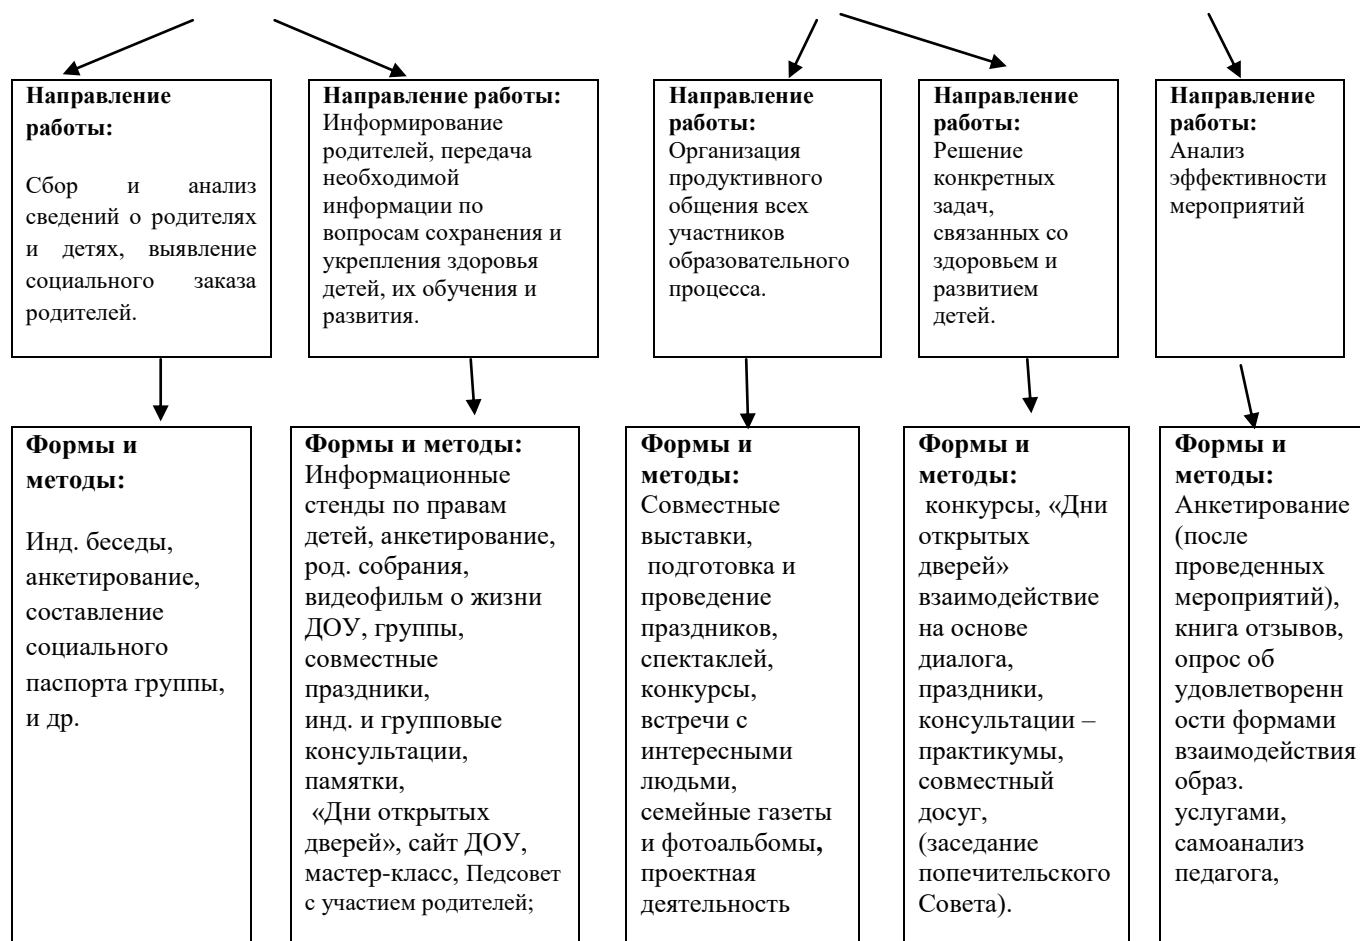 Направление
работы:
Сбор и анализ
сведений о родителях
и детях, выявление
социального заказа
родителей.
Направление работы:
Информирование
родителей, передача
необходимой
информации по
вопросам сохранения и
укрепления здоровья
детей, их обучения и
развития.
Направление
работы:
Организация
продуктивного
общения всех
участников
образовательного
процесса.
Направление
работы:
Решение
конкретных
задач,
связанных со
здоровьем и
развитием
детей.
Направление
работы:
Анализ
эффективности
мероприятий
Формы и
методы:
Инд. беседы,
анкетирование,
составление
социального
паспорта группы,
и др.
Формы и методы:
Информационные
стенды по правам
детей, анкетирование,
род. собрания,
видеофильм о жизни
ДОУ, группы,
совместные
праздники,
инд. и групповые
консультации,
памятки,
«Дни открытых
дверей», сайт ДОУ,
мастер-класс, Педсовет
с участием родителей;
Формы и
методы:
Совместные
выставки,
подготовка и
проведение
праздников,
спектаклей,
конкурсы,
встречи с
интересными
людьми,
семейные газеты
и фотоальбомы,
проектная
деятельность
Формы и
методы:
конкурсы, «Дни
открытых
дверей»
взаимодействие
на основе
диалога,
праздники,
консультации –
практикумы,
совместный
досуг,
(заседание
попечительского
Совета).
Формы и
методы:
Анкетирование
(после
проведенных
мероприятий),
книга отзывов,
опрос об
удовлетворенн
ости формами
взаимодействия
образ.
услугами,
самоанализ
педагога,